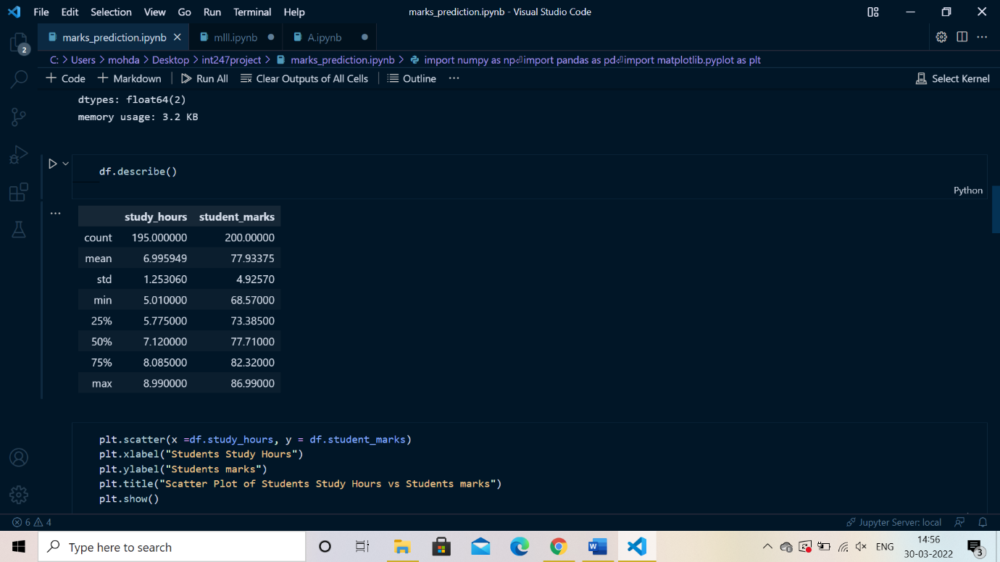 File Edit Selection View Go Run Terminal Help marks_prediction.ipynb - Visual Studio Code
marks_prediction.ipynb mlll.ipynb A.ipynb
2
C: > Users > mohda > Desktop > int247project > marks_prediction.ipynb > import numpy as np⏎import pandas as pd⏎import matplotlib.pyplot as plt
+ Code + Markdown Run All Clear Outputs of All Cells Outline ... Select Kernel
dtypes: float64(2)
memory usage: 3.2 KB
df.describe()
Python
study_hours student_marks
count 195.000000 200.00000
mean 6.995949 77.93375
std 1.253060 4.92570
min 5.010000 68.57000
25% 5.775000 73.38500
50% 7.120000 77.71000
75% 8.085000 82.32000
max 8.990000 86.99000
plt.scatter(x =df.study_hours, y = df.student_marks)
plt.xlabel("Students Study Hours")
plt.ylabel("Students marks")
plt.title("Scatter Plot of Students Study Hours vs Students marks")
plt.show()
6 4 Jupyter Server: local
Type here to search ENG 14:56
30-03-2022 3